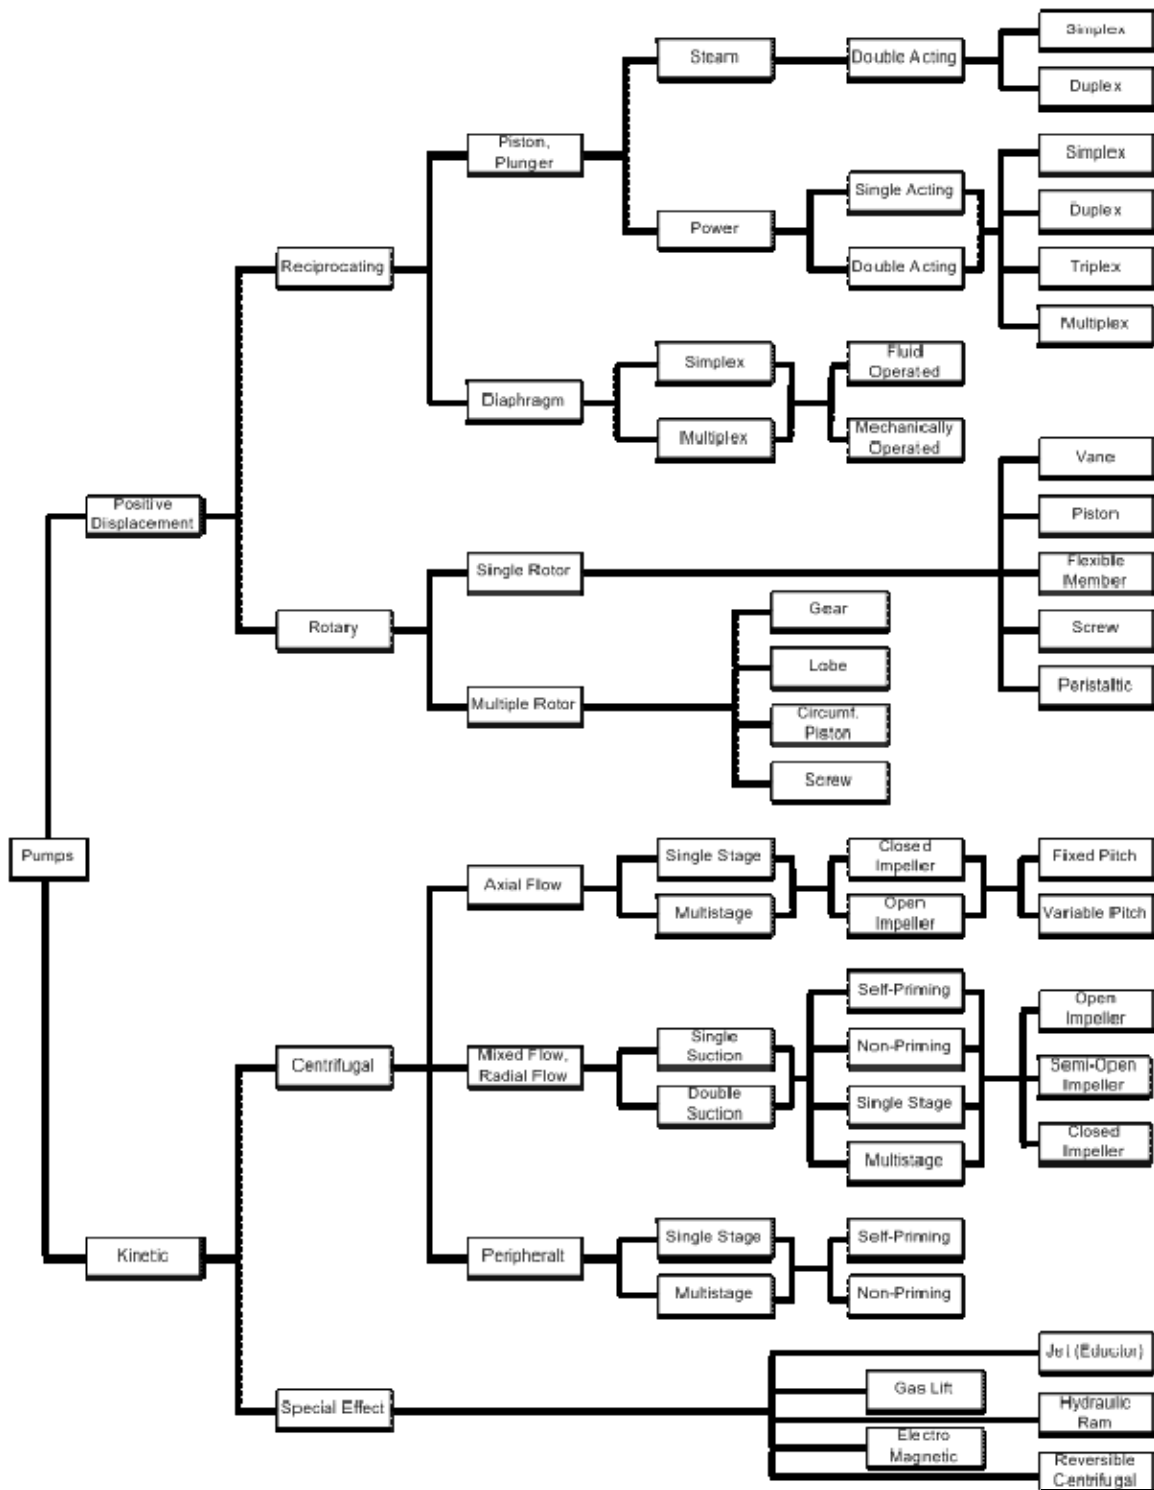 Simplex
Steam
Double Acting
Duplex
Piston,
Plunger
Simplex
Single Acting
Duplex
Power
Reciprocating
Double Acting
Triplex
Multiplex
Simplex
Fluid
Operated
Diaphragm
Multiplex
Mechanically
Operated
Vane
Positive
Displacement
Piston
Single Rotor
Flexible
Member
Gear
Rotary
Screw
Lobe
Peristaltic
Multiple Rotor
Circumf.
Piston
Screw
Pumps
Single Stage
Closed
Impeller
Fixed Pitch
Axial Flow
Multistage
Open
Impeller
Variable Pitch
Self-Priming
Open
Impeller
Centrifugal
Mixed Flow,
Radial Flow
Single
Suction
Non-Priming
Semi-Open
Impeller
Double
Suction
Single Stage
Closed
Impeller
Multistage
Kinetic
Peripheralt
Single Stage
Self-Priming
Multistage
Non-Priming
Jet (Eductor)
Gas Lift
Special Effect
Hydraulic
Ram
Electro
Magnetic
Reversible
Centrifugal